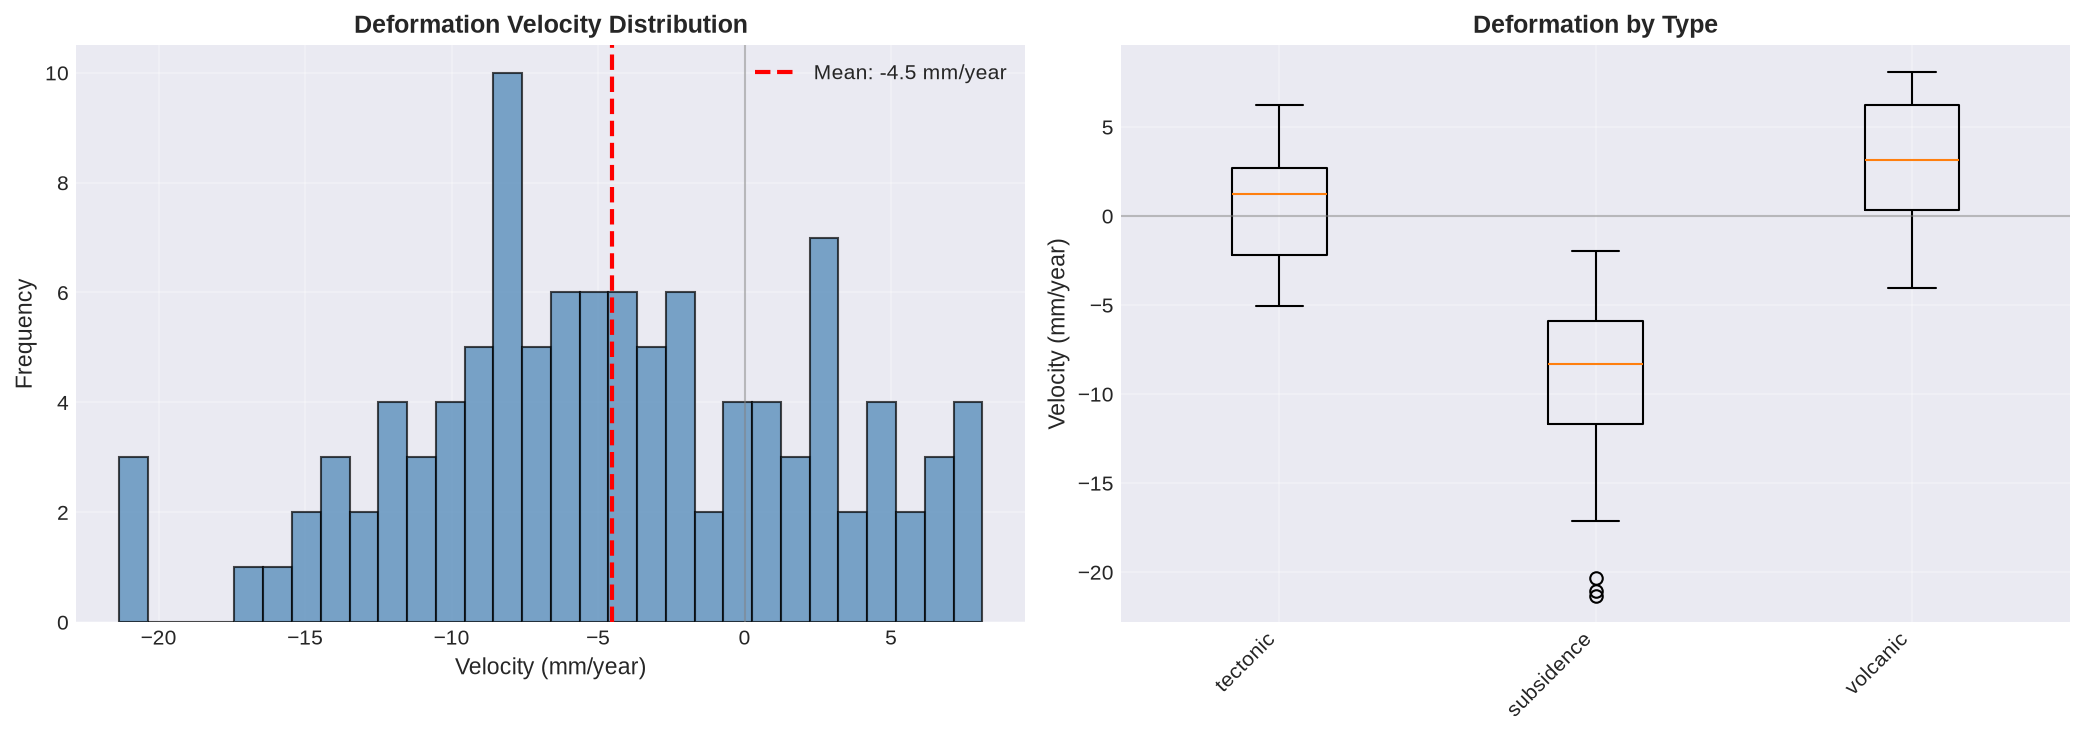 Deformation Velocity Distribution
Mean: -4.5 mm/year
Frequency
10
8
6
4
2
0
−20
−15
−10
−5
0
5
Velocity (mm/year)
Deformation by Type
Velocity (mm/year)
5
0
−5
−10
−15
−20
tectonic
subsidence
volcanic